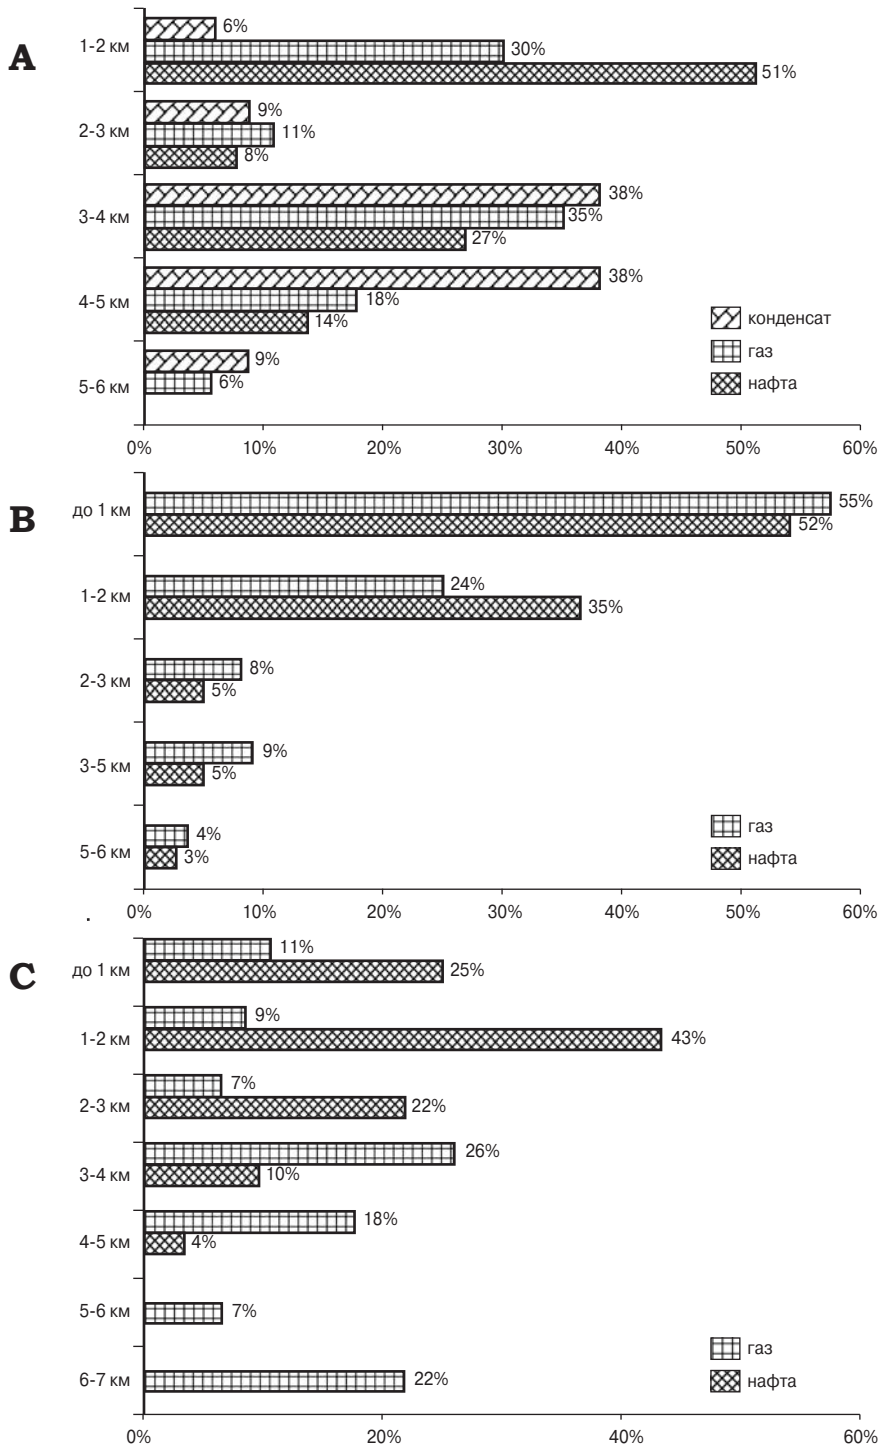 A
1-2 км
6%
30%
51%
2-3 км
9%
11%
8%
3-4 км
38%
35%
27%
4-5 км
38%
18%
14%
5-6 км
9%
6%
конденсат
газ
нафта
0% 10% 20% 30% 40% 50% 60%
B
до 1 км
55%
52%
1-2 км
24%
35%
2-3 км
8%
5%
3-5 км
9%
5%
5-6 км
4%
3%
газ
нафта
0% 10% 20% 30% 40% 50% 60%
C
до 1 км
11%
25%
1-2 км
9%
43%
2-3 км
7%
22%
3-4 км
26%
10%
4-5 км
18%
4%
5-6 км
7%
6-7 км
22%
газ
нафта
0% 20% 40% 60%